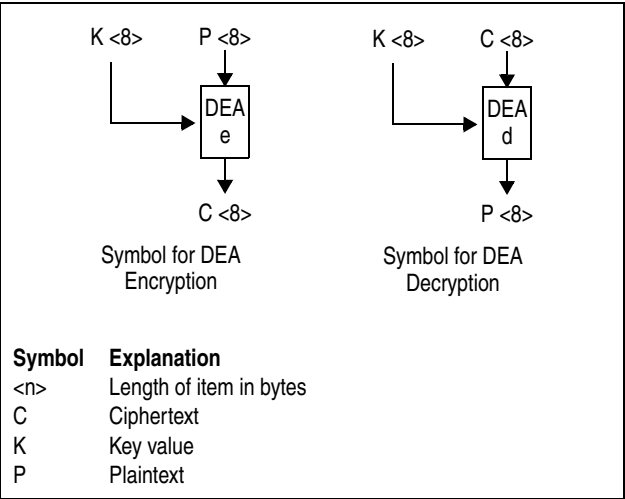 K <8> P <8> K <8> C <8>
DEA DEA
e d
C <8> P <8>
Symbol for DEA Symbol for DEA
Encryption Decryption
Symbol Explanation
<n> Length of item in bytes
C Ciphertext
K Key value
P Plaintext